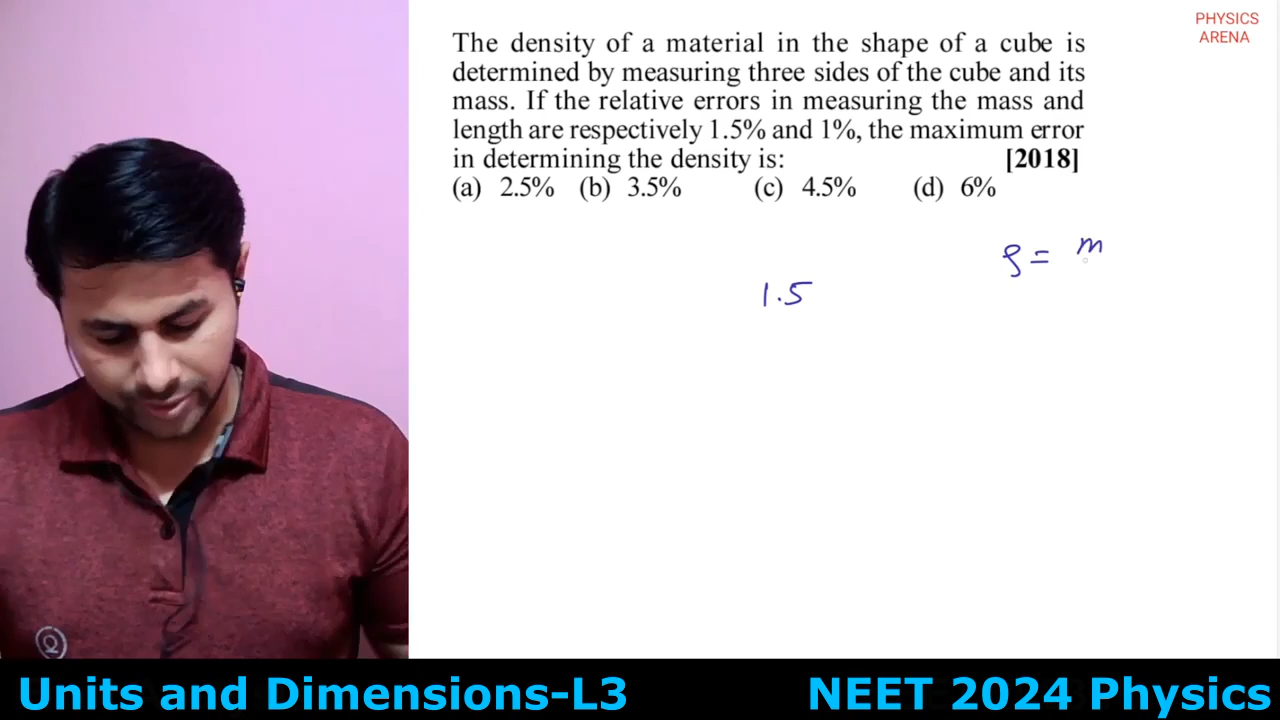 PHYSICS
ARENA
The density of a material in the shape of a cube is
determined by measuring three sides of the cube and its
mass. If the relative errors in measuring the mass and
length are respectively 1.5% and 1%, the maximum error
in determining the density is: [2018]
(a) 2.5% (b) 3.5% (c) 4.5% (d) 6%
ρ = m
1.5
Units and Dimensions-L3 NEET 2024 Physics